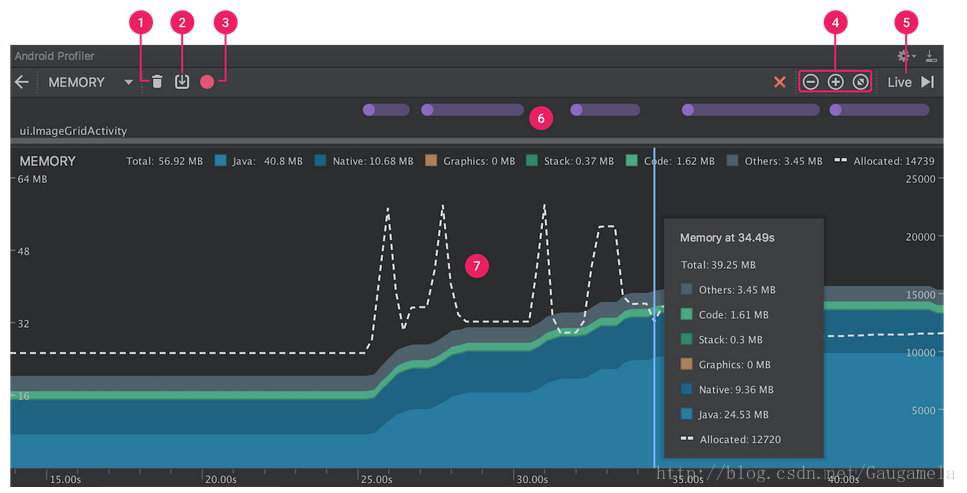 1 2 3 4 5
Android Profiler
MEMORY Live
6
ui.ImageGridActivity
MEMORY Total: 56.92 MB Java: 40.8 MB Native: 10.68 MB Graphics: 0 MB Stack: 0.37 MB Code: 1.62 MB Others: 3.45 MB Allocated: 14739
64 MB 25000
48 20000
32 15000
16 10000
5000
7
Memory at 34.49s
Total: 39.25 MB
Others: 3.45 MB
Code: 1.61 MB
Stack: 0.3 MB
Graphics: 0 MB
Native: 9.36 MB
Java: 24.53 MB
Allocated: 12720
15.00s 20.00s 25.00s 30.00s 35.00s 40.00s
http://blog.csdn.net/Gaugamela